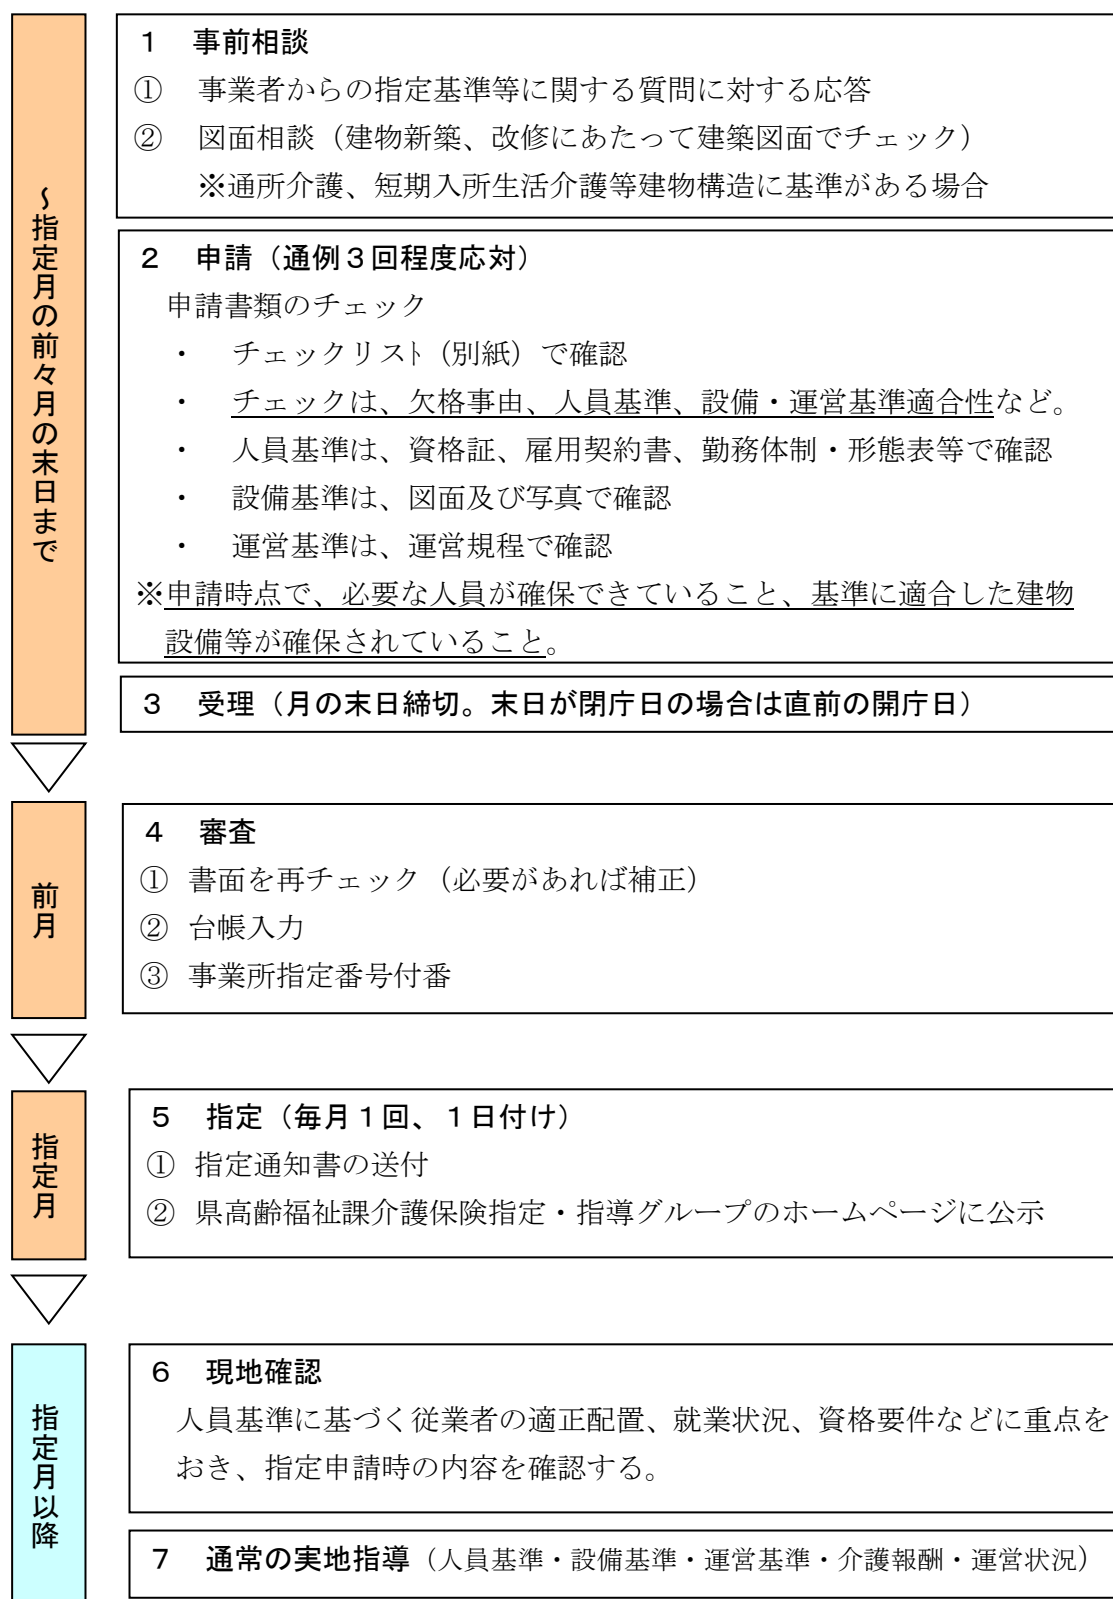 ～指定月の前々月の末日まで
１　事前相談
①　事業者からの指定基準等に関する質問に対する応答
②　図面相談（建物新築、改修にあたって建築図面でチェック）
※通所介護、短期入所生活介護等建物構造に基準がある場合
２　申請（通例３回程度応対）
申請書類のチェック
・　チェックリスト（別紙）で確認
・　チェックは、欠格事由、人員基準、設備・運営基準適合性など。
・　人員基準は、資格証、雇用契約書、勤務体制・形態表等で確認
・　設備基準は、図面及び写真で確認
・　運営基準は、運営規程で確認
※申請時点で、必要な人員が確保できていること、基準に適合した建物
設備等が確保されていること。
３　受理（月の末日締切。末日が閉庁日の場合は直前の開庁日）
前月
４　審査
①　書面を再チェック（必要があれば補正）
②　台帳入力
③　事業所指定番号付番
指定月
５　指定（毎月１回、１日付け）
①　指定通知書の送付
②　県高齢福祉課介護保険指定・指導グループのホームページに公示
指定月以降
６　現地確認
人員基準に基づく従業者の適正配置、就業状況、資格要件などに重点を
おき、指定申請時の内容を確認する。
７　通常の実地指導（人員基準・設備基準・運営基準・介護報酬・運営状況）